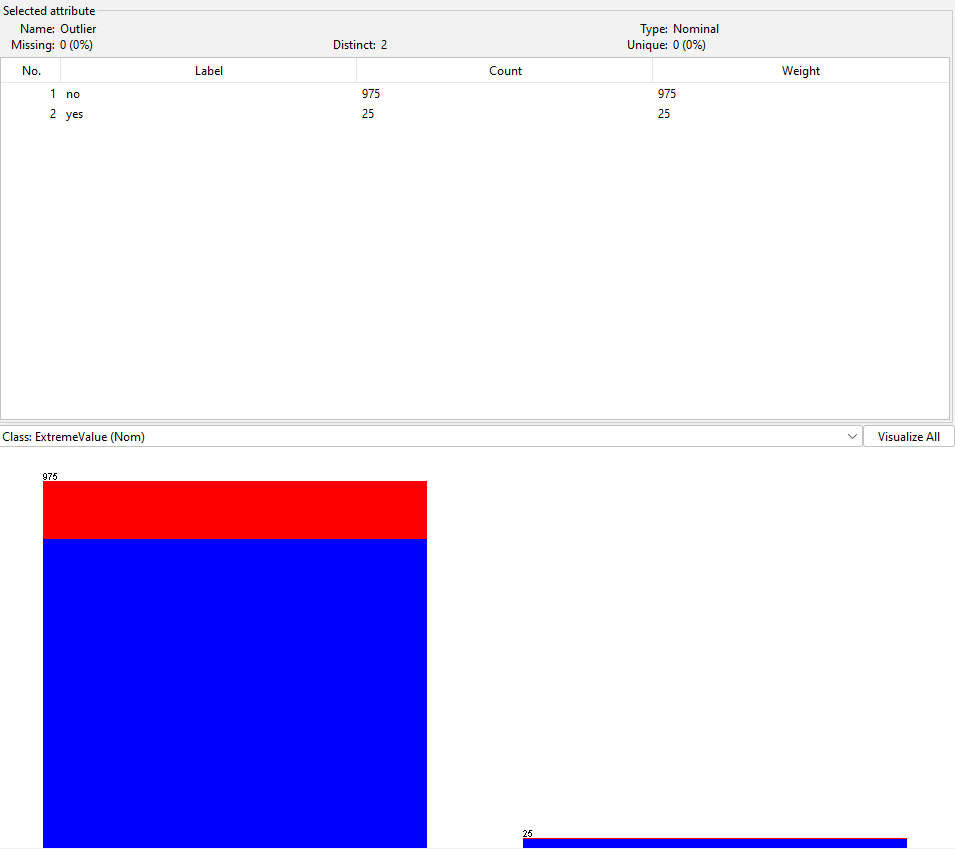 Selected attribute
Name: Outlier Type: Nominal
Missing: 0 (0%) Distinct: 2 Unique: 0 (0%)
No. Label Count Weight
1 no 975 975
2 yes 25 25
Class: ExtremeValue (Nom) Visualize All
975
25